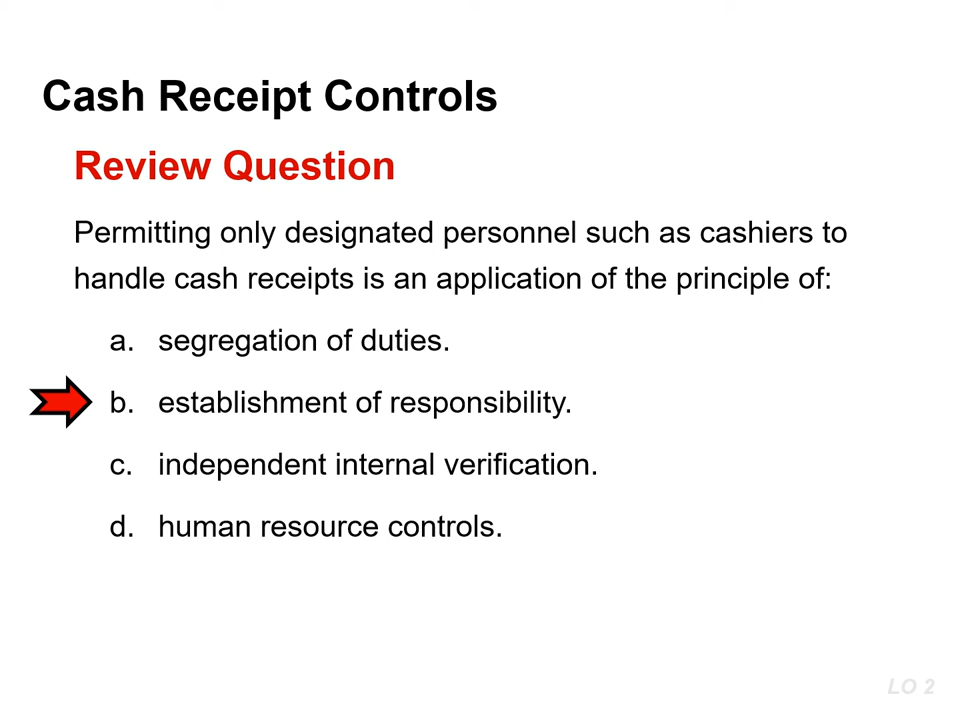 Cash Receipt Controls
Review Question
Permitting only designated personnel such as cashiers to
handle cash receipts is an application of the principle of:
a. segregation of duties.
b. establishment of responsibility.
c. independent internal verification.
d. human resource controls.
LO 2